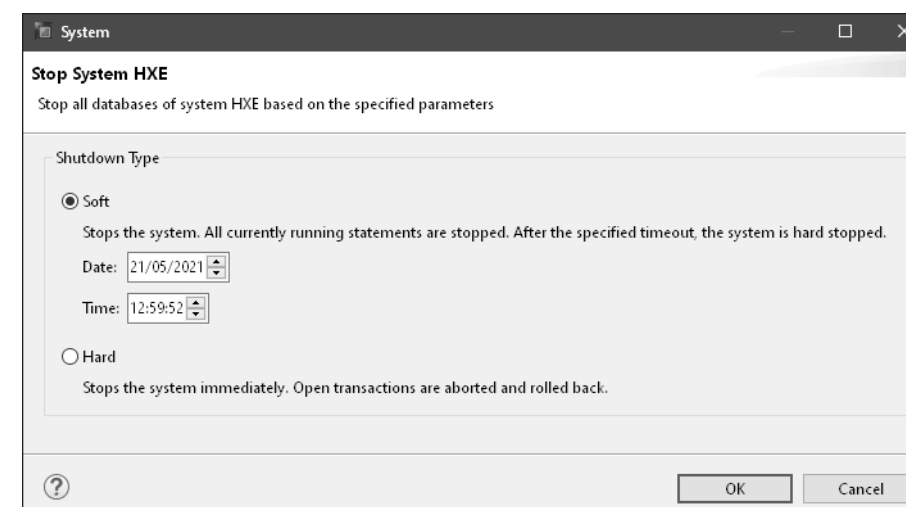 System
Stop System HXE
Stop all databases of system HXE based on the specified parameters
Shutdown Type
Soft
Stops the system. All currently running statements are stopped. After the specified timeout, the system is hard stopped.
Date: 21/05/2021
Time: 12:59:52
Hard
Stops the system immediately. Open transactions are aborted and rolled back.
?
OK Cancel